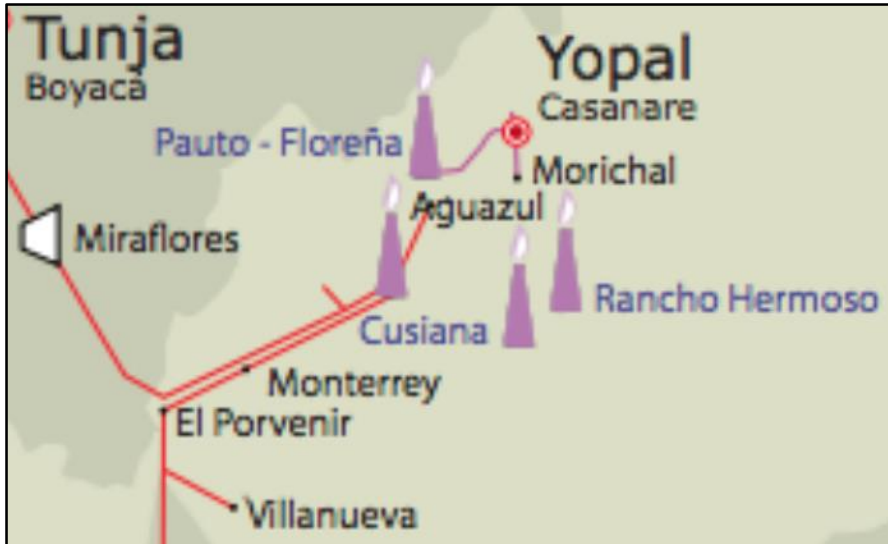 Tunja
Boyacá
Yopal
Casanare
Pauto - Floreña
Morichal
Aguazul
Miraflores
Rancho Hermoso
Cusiana
Monterrey
El Porvenir
Villanueva